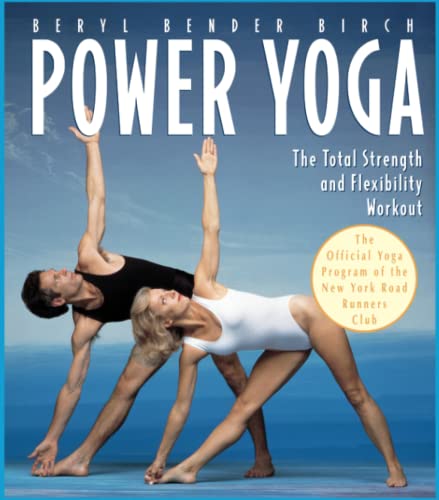 BERYL BENDER BIRCH
POWER YOGA
The Total Strength
and Flexibility
Workout
The
Official Yoga
Program of the
New York Road
Runners
Club